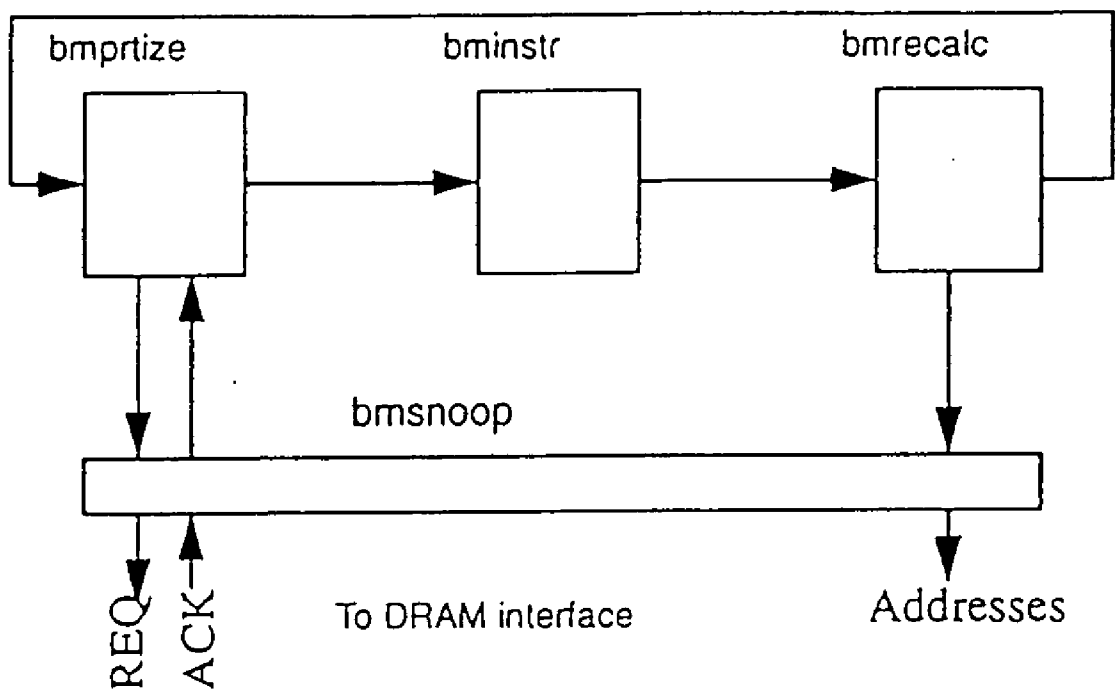 bmprtize
bminstr
bmrecalc
bmsnoop
REQ
ACK
To DRAM interface
Addresses